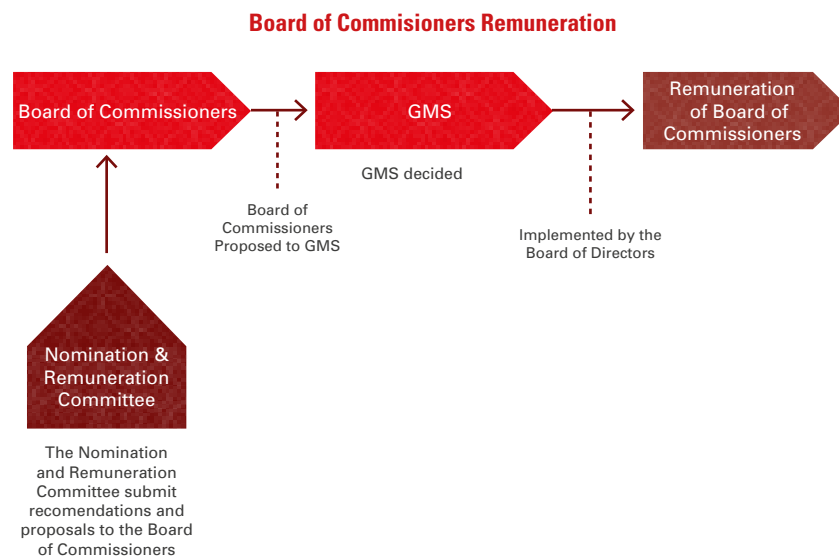 Board of Commisioners Remuneration
Board of Commissioners
GMS
Remuneration
of Board of
Commissioners
GMS decided
Board of
Commissioners
Proposed to GMS
Implemented by the
Board of Directors
Nomination &
Remuneration
Committee
The Nomination
and Remuneration
Committee submit
recomendations and
proposals to the Board
of Commissioners